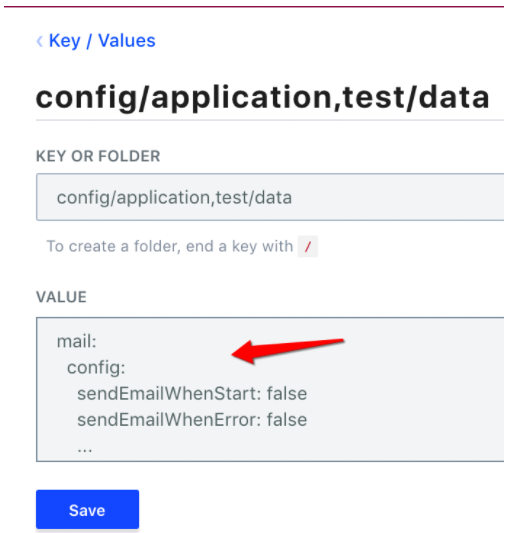 ‹ Key / Values
config/application,test/data
KEY OR FOLDER
config/application,test/data
To create a folder, end a key with /
VALUE
mail:
config:
sendEmailWhenStart: false
sendEmailWhenError: false
...
Save